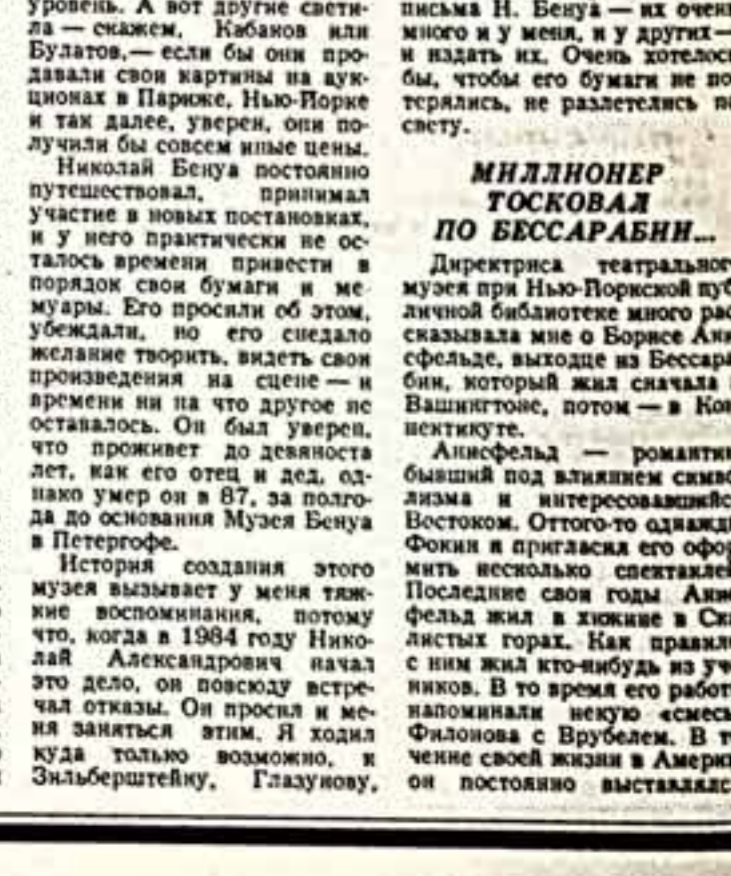 уровень. А вот другие свети-
ла — скажем, Кабаков или
Булатов,— если бы они про-
давали свои картины на аук-
ционах в Париже, Нью-Йорке
и так далее, уверен, они по-
лучили бы совсем иные цены.
Николай Бенуа постоянно
путешествовал, принимал
участие в новых постановках,
и у него практически не ос-
талось времени привести в
порядок свои бумаги и ме-
муары. Его просили об этом,
убеждали, но его снедало
желание творить, видеть свои
произведения на сцене — и
времени ни на что другое не
оставалось. Он был уверен,
что проживет до девяноста
лет, как его отец и дед, од-
нако умер он в 87, за полго-
да до основания Музея Бенуа
в Петергофе.
История создания этого
музея вызывает у меня тяж-
кие воспоминания, потому
что, когда в 1984 году Нико-
лай Александрович начал
это дело, он повсюду встре-
чал отказы. Он просил и ме-
ня заняться этим. Я ходил
куда только возможно, к
Зильберштейну, Глазунову,
письма Н. Бенуа — их очень
много и у меня, и у других —
и издать их. Очень хотелось
бы, чтобы его бумаги не по-
терялись, не разлетелись по
свету.
МИЛЛИОНЕР
ТОСКОВАЛ
ПО БЕССАРАБИИ...
Директриса театральног
музея при Нью-Йоркской пуб
личной библиотеке много рас
сказывала мне о Борисе Ани
сфельде, выходце из Бессара
бии, который жил сначала
Вашингтоне, потом — в Кон
нектикуте.
Анисфельд — романтик
бывший под влиянием симво
лизма и интересовавшийс
Востоком. Оттого-то однажды
Фокин и пригласил его офор
мить несколько спектаклей
Последние свои годы Анис
фельд жил в хижине в Ска
листых горах. Как правило
с ним жил кто-нибудь из уче
ников. В то время его работы
напоминали некую «смесь
Филонова с Врубелем. В те
чение своей жизни в Америк
он постоянно выставлялс